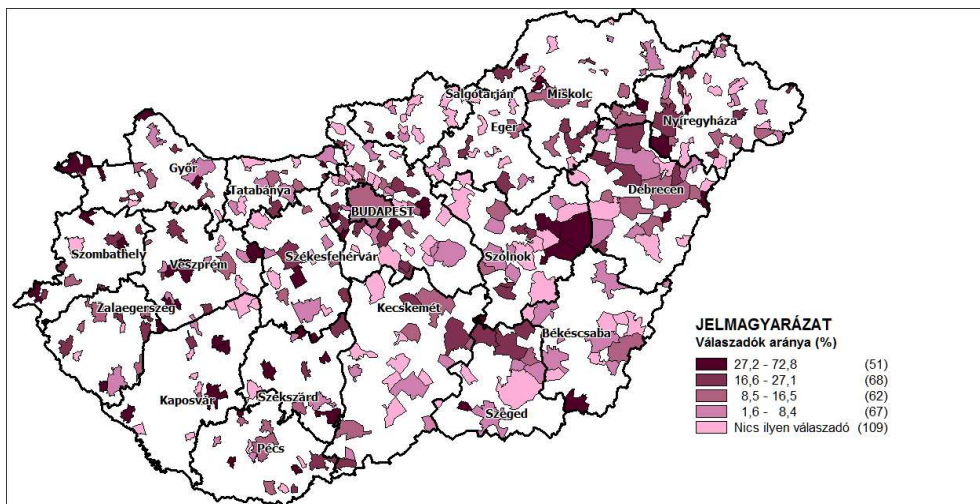 Salgótarján
Miskolc
Eger
Nyíregyháza
Győr
Tatabánya
Debrecen
BUDAPEST
Szombathely
Veszprém
Székesfehérvár
Szolnok
Zalaegerszeg
Kecskemét
Békéscsaba
Kaposvár
Szekszárd
Szeged
Pécs
JELMAGYARÁZAT
Válaszadók aránya (%)
27,2 - 72,8 (51)
16,6 - 27,1 (68)
8,5 - 16,5 (62)
1,6 - 8,4 (67)
Nics ilyen válaszadó (109)